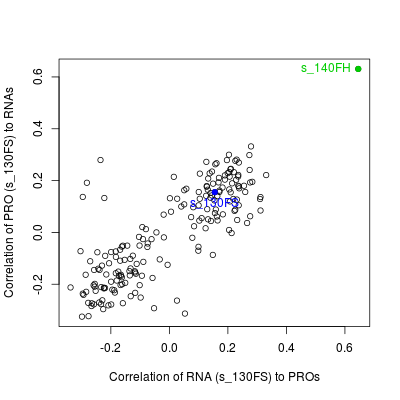 s_140FH
s_130FS
0.6
0.4
0.2
0.0
-0.2
-0.2
0.0
0.2
0.4
0.6
Correlation of PRO (s_130FS) to RNAs
Correlation of RNA (s_130FS) to PROs